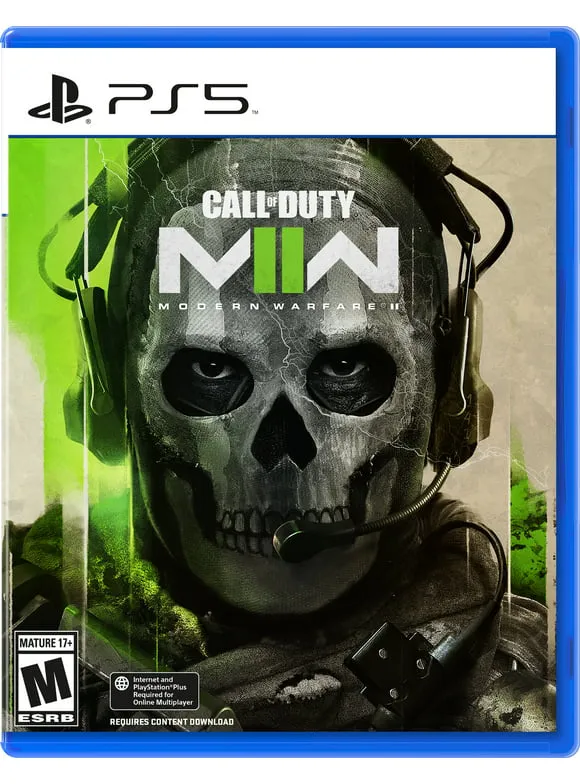 PS5
CALL OF DUTY
MIIW
MODERN WARFARE II
MATURE 17+
M
ESRB
Internet and
PlayStation®Plus
Required for
Online Multiplayer
REQUIRES CONTENT DOWNLOAD